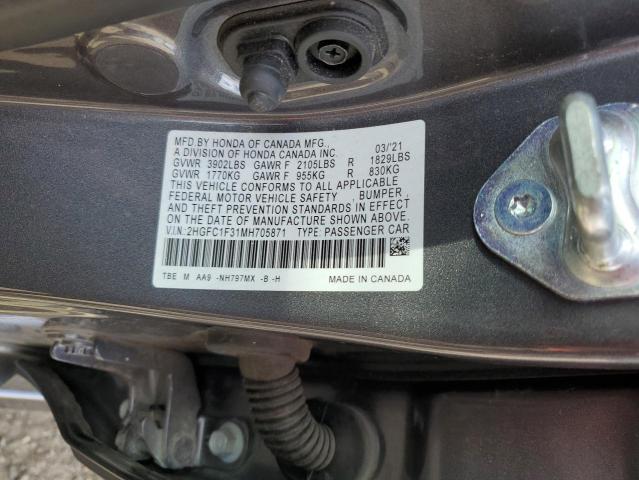 MFD.BY HONDA OF CANADA MFG., 03/'21
A DIVISION OF HONDA CANADA INC.
GVWR 3902LBS GAWR F 2105LBS R 1829LBS
GVWR 1770KG GAWR F 955KG R 830KG
THIS VEHICLE CONFORMS TO ALL APPLICABLE
FEDERAL MOTOR VEHICLE SAFETY, BUMPER,
AND THEFT PREVENTION STANDARDS IN EFFECT
ON THE DATE OF MANUFACTURE SHOWN ABOVE.
V.I.N.:2HGFC1F31MH705871 TYPE: PASSENGER CAR
TBE M AA9 -NH797MX -B -H MADE IN CANADA